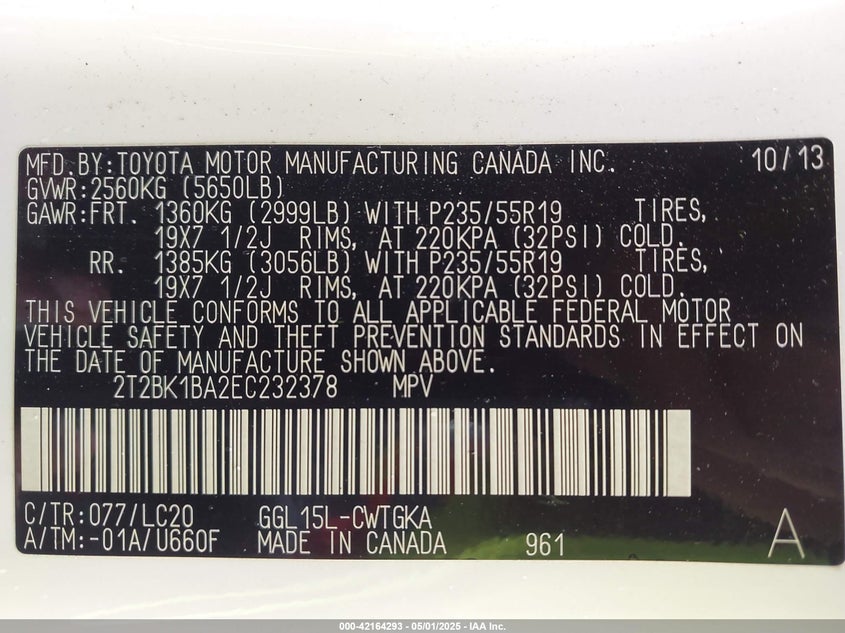 MFD.BY:TOYOTA MOTOR MANUFACTURING CANADA INC. 10/13
GVWR:2560KG (5650LB)
GAWR:FRT. 1360KG (2999LB) WITH P235/55R19 TIRES,
19X7 1/2J RIMS, AT 220KPA (32PSI) COLD.
RR. 1385KG (3056LB) WITH P235/55R19 TIRES,
19X7 1/2J RIMS, AT 220KPA (32PSI) COLD.
THIS VEHICLE CONFORMS TO ALL APPLICABLE FEDERAL MOTOR
VEHICLE SAFETY AND THEFT PREVENTION STANDARDS IN EFFECT ON
THE DATE OF MANUFACTURE SHOWN ABOVE.
2T2BK1BA2EC232378 MPV
C/TR:077/LC20 GGL15L-CWTGKA
A/TM:-01A/U660F MADE IN CANADA 961 A
000-42164293 - 05/01/2025 - IAA Inc.